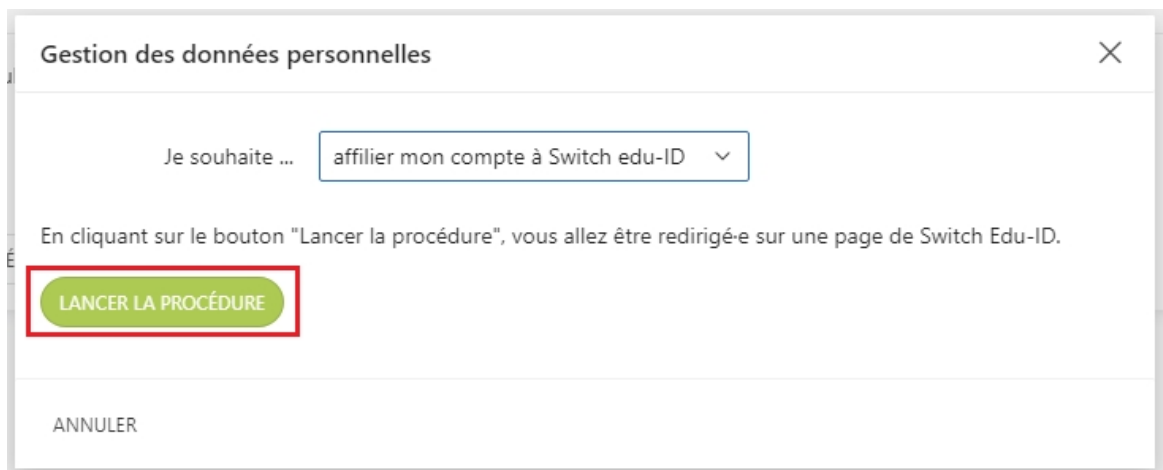 Gestion des données personnelles
Je souhaite ...
affilier mon compte à Switch edu-ID
En cliquant sur le bouton "Lancer la procédure", vous allez être redirigé·e sur une page de Switch Edu-ID.
LANCER LA PROCÉDURE
ANNULER